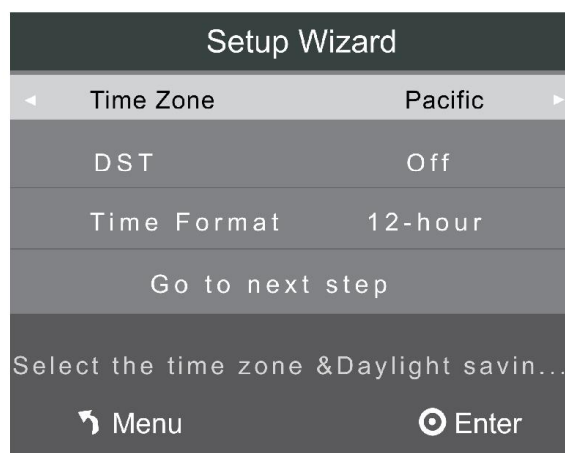 Setup Wizard
Time Zone Pacific
DST Off
Time Format 12-hour
Go to next step
Select the time zone &Daylight savin...
Menu Enter